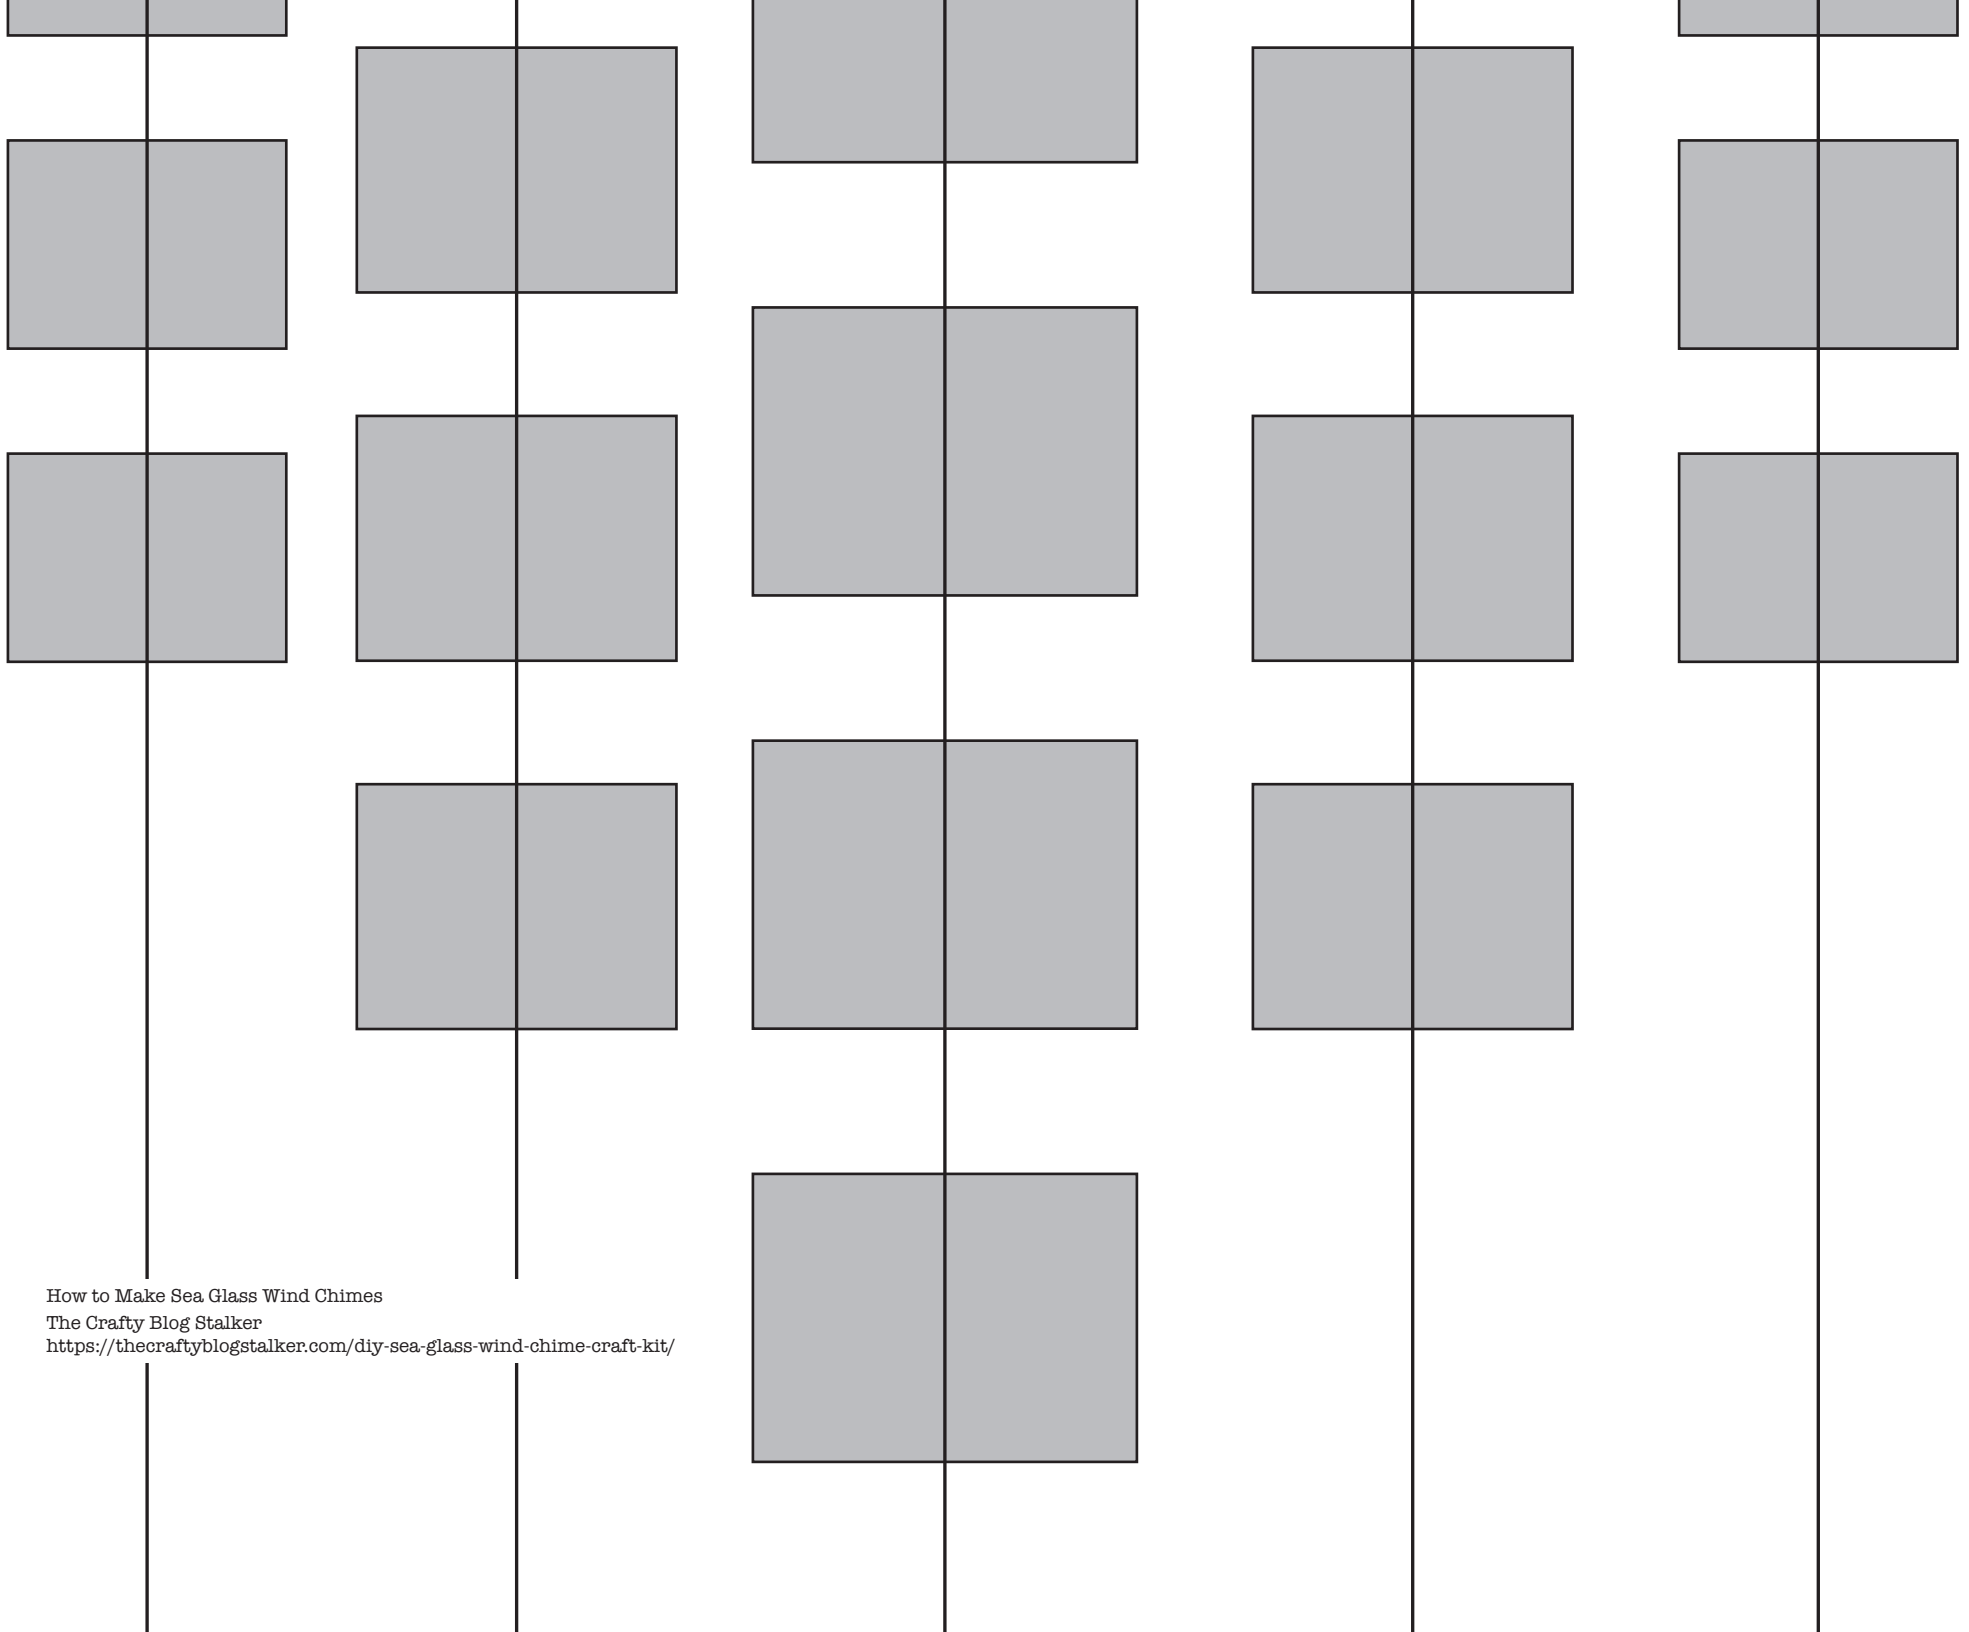 How to Make Sea Glass Wind Chimes
The Crafty Blog Stalker
https://thecraftyblogstalker.com/diy-sea-glass-wind-chime-craft-kit/